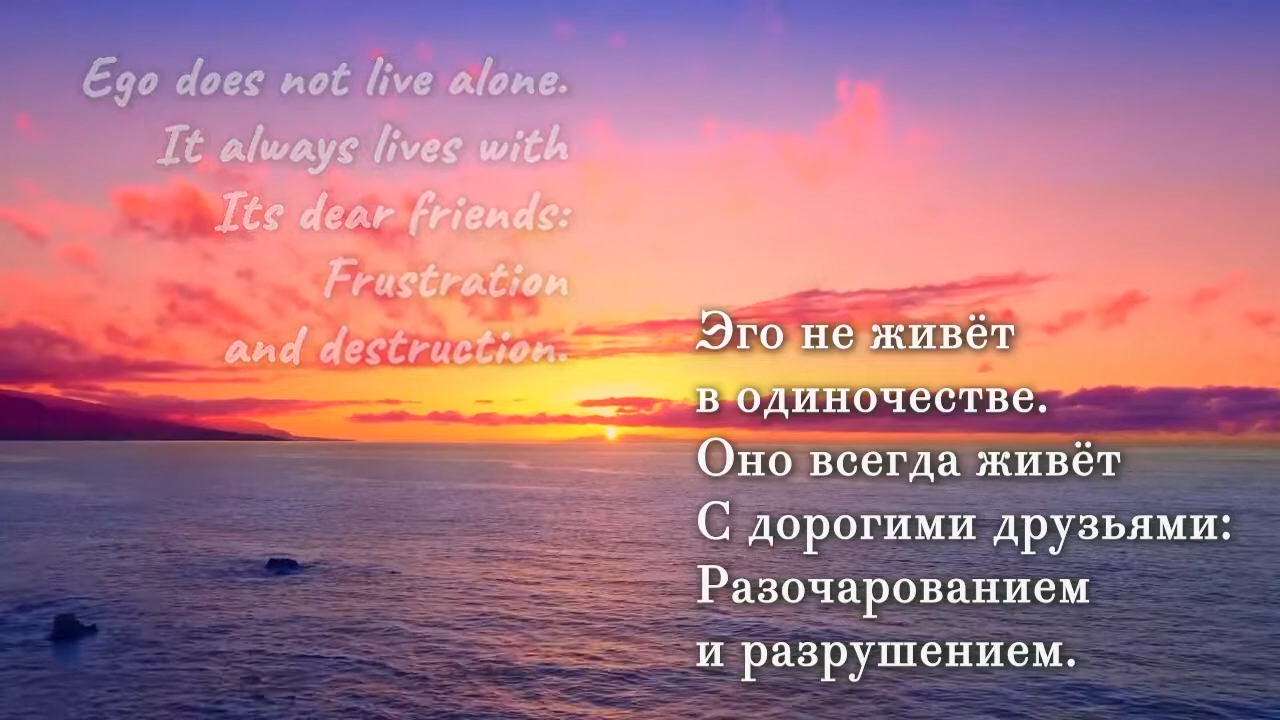 Ego does not live alone.
It always lives with
Its dear friends:
Frustration
and destruction.
Эго не живёт
в одиночестве.
Оно всегда живёт
С дорогими друзьями:
Разочарованием
и разрушением.